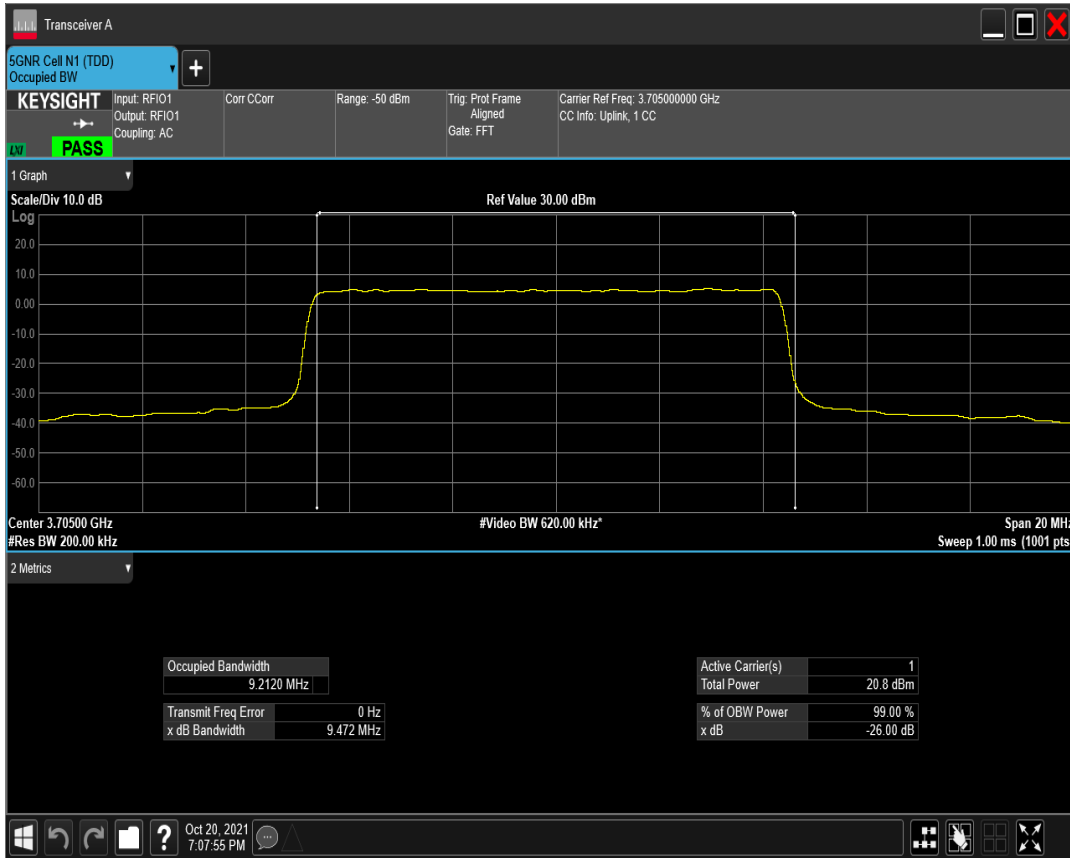 Transceiver A
5GNR Cell N1 (TDD)
Occupied BW
+
KEYSIGHT
LXI
PASS
Input: RFIO1
Output: RFIO1
Coupling: AC
Corr CCorr
Range: -50 dBm
Trig: Prot Frame
Aligned
Gate: FFT
Carrier Ref Freq: 3.705000000 GHz
CC Info: Uplink, 1 CC
1 Graph
Scale/Div 10.0 dB
Ref Value 30.00 dBm
Log
20.0
10.0
0.00
-10.0
-20.0
-30.0
-40.0
-50.0
-60.0
Center 3.70500 GHz
#Video BW 620.00 kHz*
Span 20 MHz
#Res BW 200.00 kHz
Sweep 1.00 ms (1001 pts
2 Metrics
Occupied Bandwidth
9.2120 MHz
Transmit Freq Error 0 Hz
x dB Bandwidth 9.472 MHz
Active Carrier(s) 1
Total Power 20.8 dBm
% of OBW Power 99.00 %
x dB -26.00 dB
?
Oct 20, 2021
7:07:55 PM